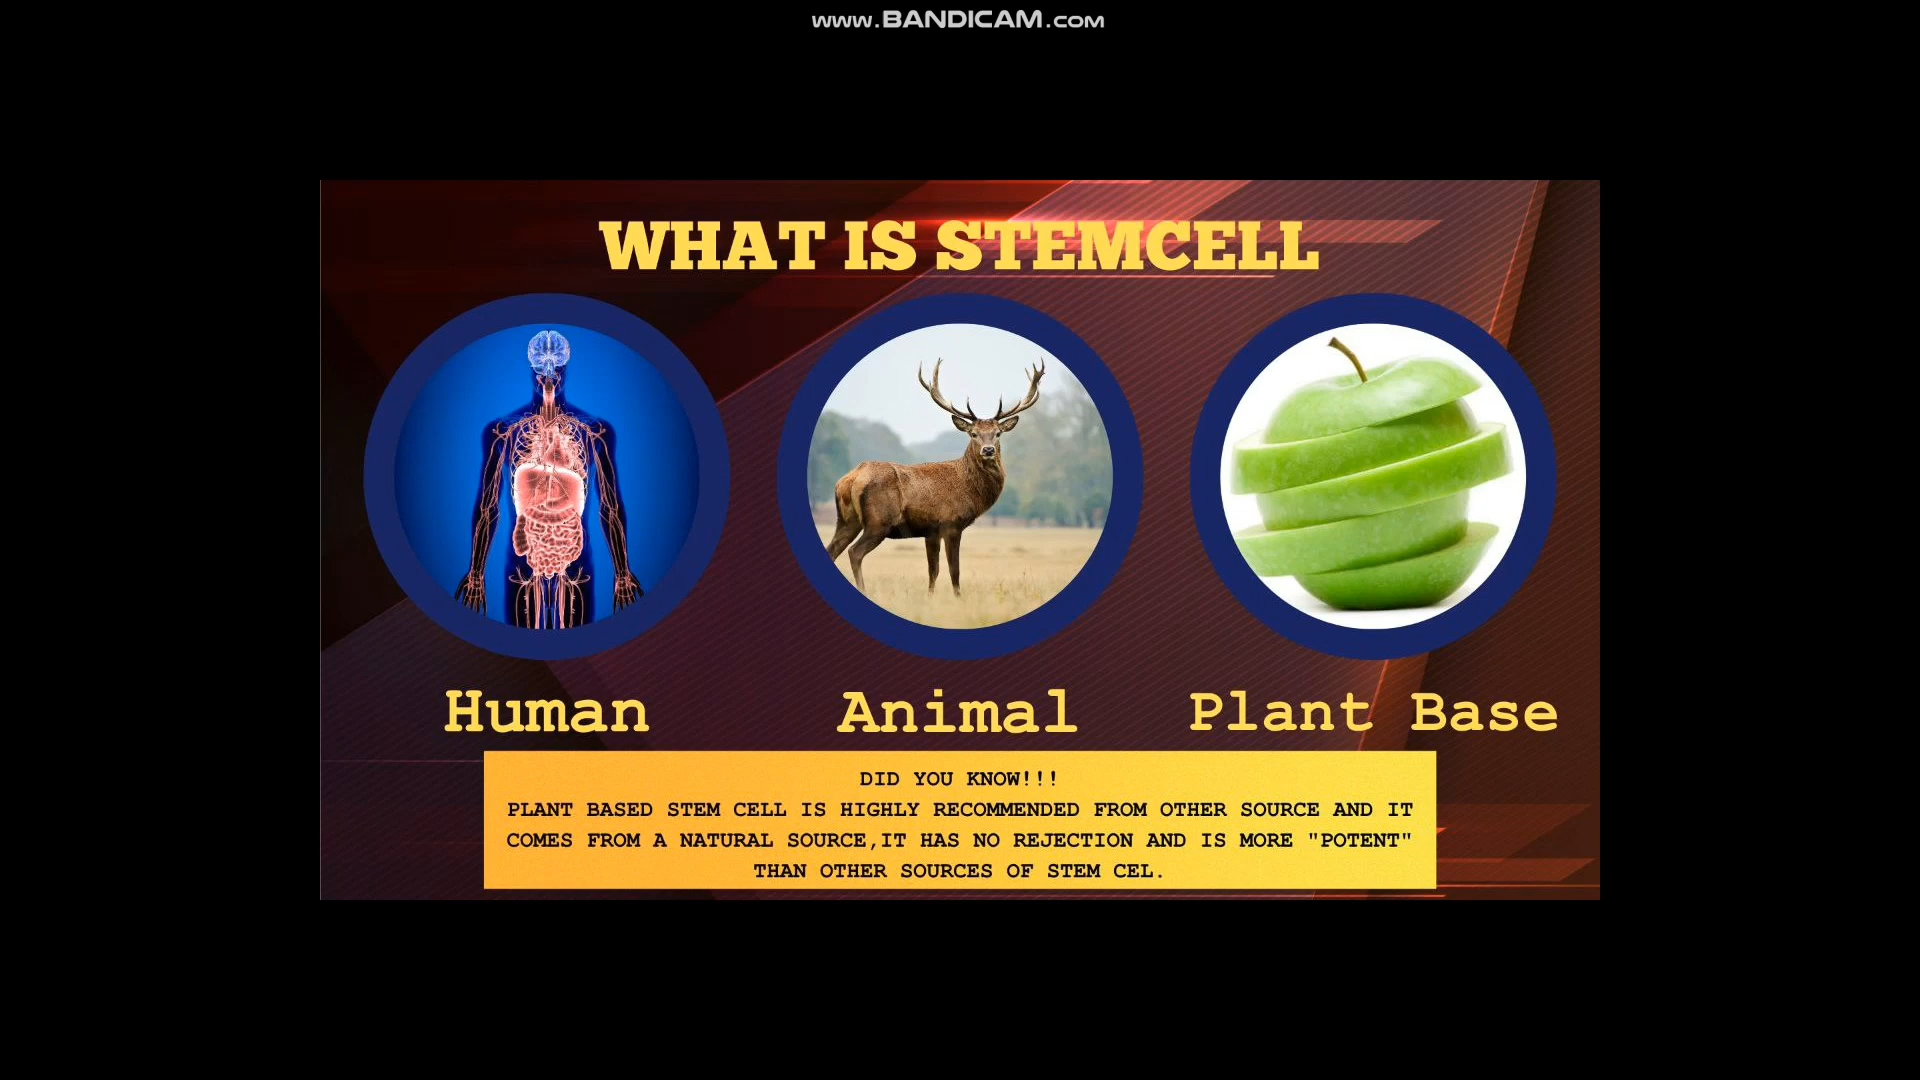 www.BANDICAM.com
WHAT IS STEMCELL
Human
Animal
Plant Base
DID YOU KNOW!!!
PLANT BASED STEM CELL IS HIGHLY RECOMMENDED FROM OTHER SOURCE AND IT
COMES FROM A NATURAL SOURCE,IT HAS NO REJECTION AND IS MORE "POTENT"
THAN OTHER SOURCES OF STEM CEL.